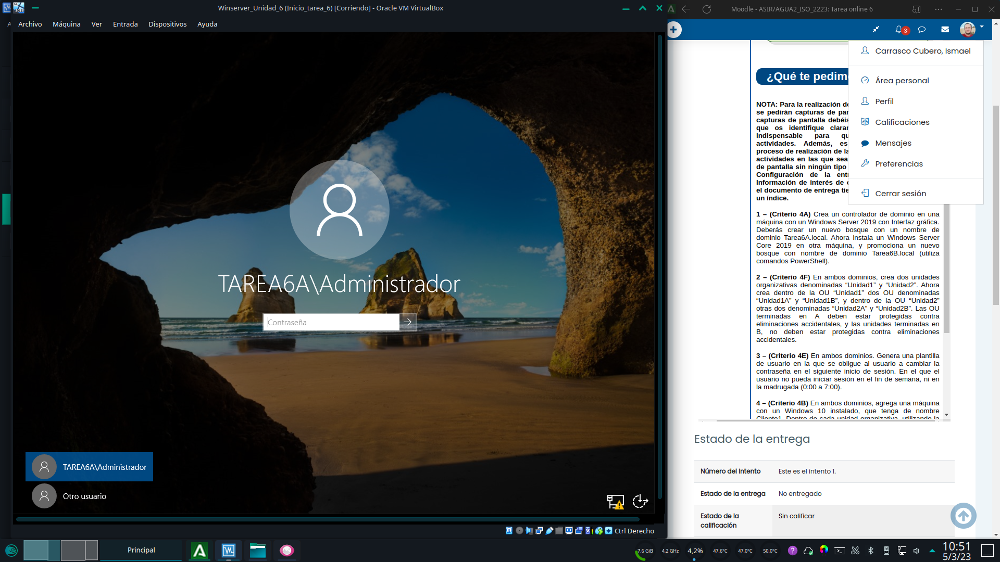 Winserver_Unidad_6 (Inicio_tarea_6) [Corriendo] - Oracle VM VirtualBox
Archivo Máquina Ver Entrada Dispositivos Ayuda
TAREA6A\Administrador
Contraseña
TAREA6A\Administrador
Otro usuario
Ctrl Derecho
Moodle - ASIR/AGUA2_ISO_2223: Tarea online 6
3
Carrasco Cubero, Ismael
Área personal
Perfil
Calificaciones
Mensajes
Preferencias
Cerrar sesión
¿Qué te pedim
NOTA: Para la realización de
se pedirán capturas de pan
capturas de pantalla debéis
que os identifique claram
indispensable para qu
actividades. Además, es
proceso de realización de la
actividades en las que sea
de pantalla sin ningún tipo
Configuración de la entr
Información de interés de e
el documento de entrega tie
un índice.
1 – (Criterio 4A) Crea un controlador de dominio en una
máquina con un Windows Server 2019 con Interfaz gráfica.
Deberás crear un nuevo bosque con un nombre de
dominio Tarea6A.local. Ahora instala un Windows Server
Core 2019 en otra máquina, y promociona un nuevo
bosque con nombre de dominio Tarea6B.local (utiliza
comandos PowerShell).
2 – (Criterio 4F) En ambos dominios, crea dos unidades
organizativas denominadas “Unidad1” y “Unidad2”. Ahora
crea dentro de la OU “Unidad1” dos OU denominadas
“Unidad1A” y “Unidad1B”, y dentro de la OU “Unidad2”
otras dos denominadas “Unidad2A” y “Unidad2B”. Las OU
terminadas en A deben estar protegidas contra
eliminaciones accidentales, y las unidades terminadas en
B, no deben estar protegidas contra eliminaciones
accidentales.
3 – (Criterio 4E) En ambos dominios. Genera una plantilla
de usuario en la que se obligue al usuario a cambiar la
contraseña en el siguiente inicio de sesión. En el que el
usuario no pueda iniciar sesión en el fin de semana, ni en
la madrugada (0:00 a 7:00).
4 – (Criterio 4B) En ambos dominios, agrega una máquina
con un Windows 10 instalado, que tenga de nombre
Cliente1. Dentro de cada unidad organizativa, utilizando la
Estado de la entrega
Número del intento Este es el intento 1.
Estado de la entrega No entregado
Estado de la calificación Sin calificar
Principal
7,6 GiB 4,2 GHz 4,2% 47,6°C 47,0°C 50,0°C
10:51
5/3/23